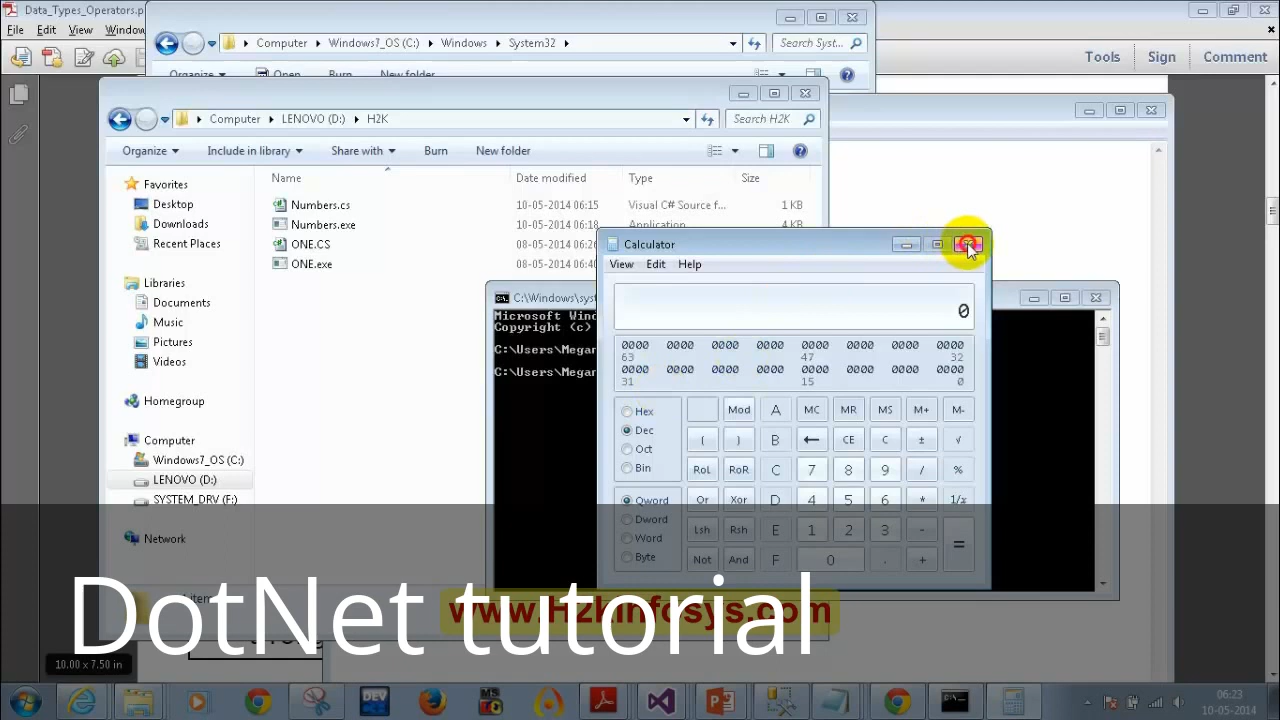 Data_Types_Operators.p
File Edit View Window
Computer Windows7_OS (C:) Windows System32
Search Syst...
Organize Open Burn New folder
Tools Sign Comment
Computer LENOVO (D:) H2K
Search H2K
Organize Include in library Share with Burn New folder
Name Date modified Type Size
Favorites
Desktop
Downloads
Recent Places
Libraries
Documents
Music
Pictures
Videos
Homegroup
Computer
Windows7_OS (C:)
LENOVO (D:)
SYSTEM_DRV (F:)
Network
Numbers.cs 10-05-2014 06:15 Visual C# Source f... 1 KB
Numbers.exe 10-05-2014 06:18 Application 4 KB
ONE.CS 08-05-2014 06:26
ONE.exe 08-05-2014 06:40
C:\Windows\syst
Microsoft Wind
Copyright (c)
C:\Users\Megan
C:\Users\Megan
Calculator
View Edit Help
0
0000 0000 0000 0000 0000 0000 0000 0000
63 47 32
0000 0000 0000 0000 0000 0000 0000 0000
31 15 0
Hex
Dec
Oct
Bin
Qword
Dword
Word
Byte
Mod A MC MR MS M+ M-
( ) B ← CE C ± √
RoL RoR C 7 8 9 / %
Or Xor D 4 5 6 * 1/x
Lsh Rsh E 1 2 3 - =
Not And F 0 . +
www.H2kinfosys.com
DotNet tutorial
10.00 x 7.50 in
DEV
MS
06:23
10-05-2014